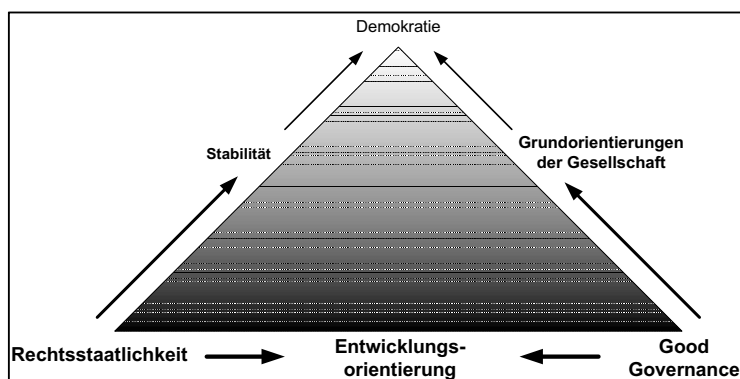 Demokratie
Stabilität
Grundorientierungen
der Gesellschaft
Rechtsstaatlichkeit
Entwicklungs-
orientierung
Good
Governance